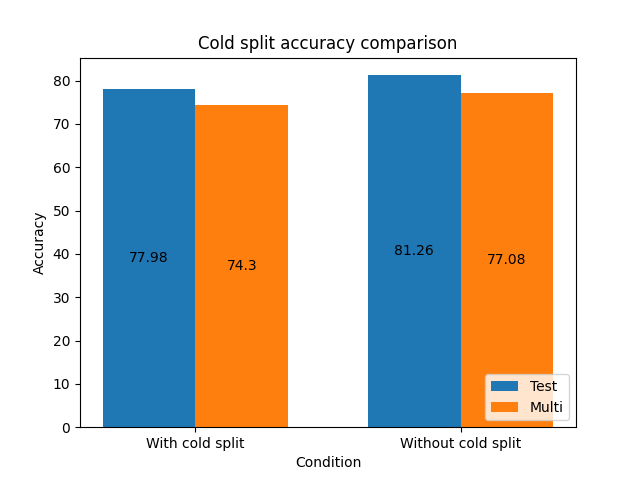 Cold split accuracy comparison
Accuracy
80
70
60
50
40
30
20
10
0
77.98
74.3
81.26
77.08
Test
Multi
With cold split
Without cold split
Condition